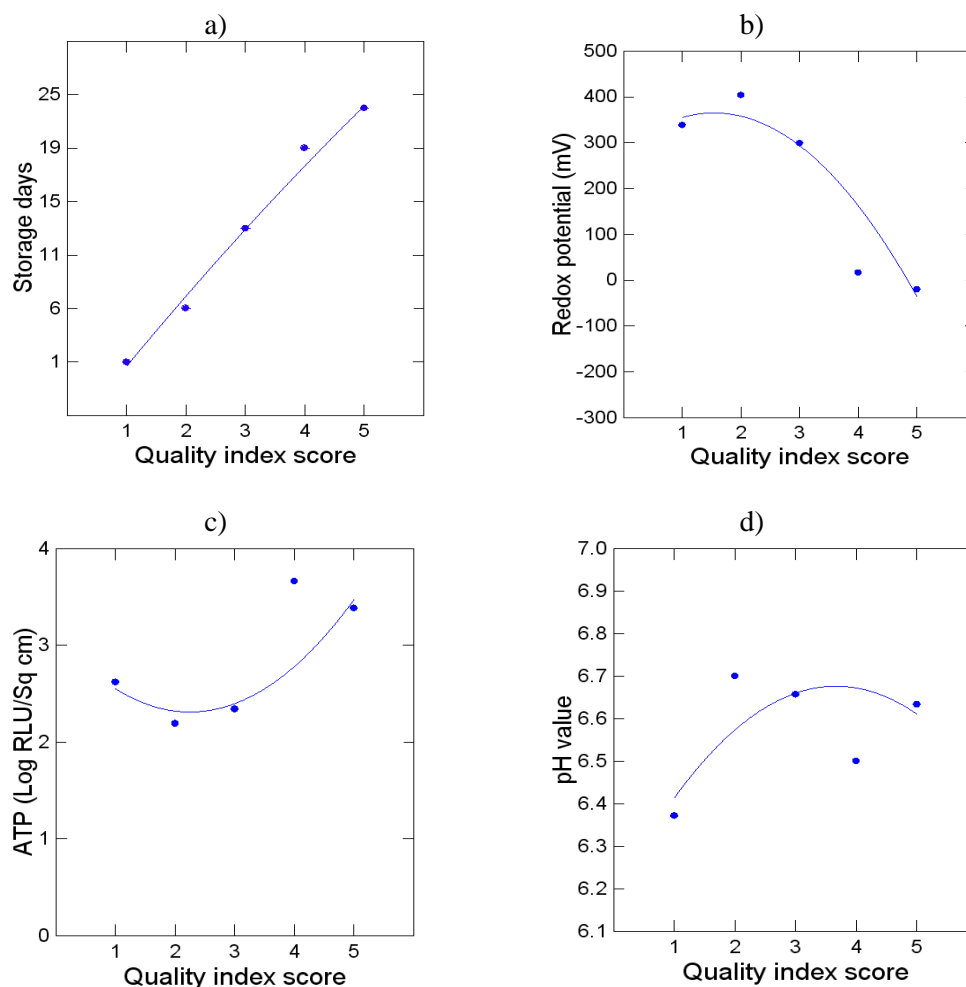 a)
25
19
15
11
6
1
Storage days
1 2 3 4 5
Quality index score
b)
500
400
300
200
100
0
-100
-200
-300
Redox potential (mV)
1 2 3 4 5
Quality index score
c)
4
3
2
1
0
ATP (Log RLU/Sq cm)
1 2 3 4 5
Quality index score
d)
7.0
6.9
6.8
6.7
6.6
6.5
6.4
6.3
6.2
6.1
pH value
1 2 3 4 5
Quality index score